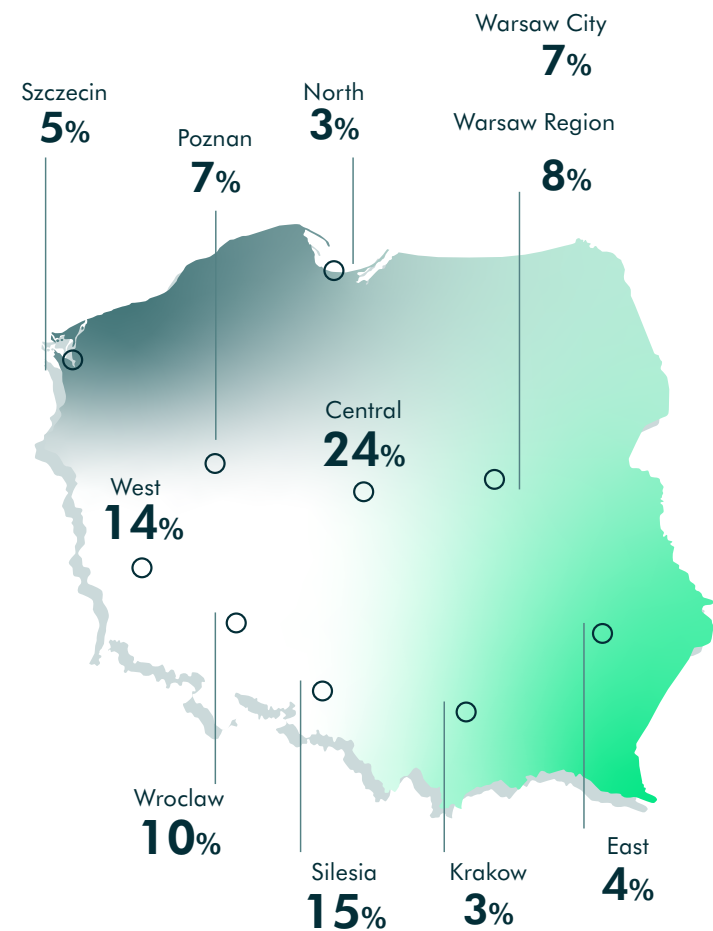 Warsaw City
7%
Szczecin
5%
North
3%
Warsaw Region
8%
Poznan
7%
Central
24%
West
14%
Wroclaw
10%
Silesia
15%
Krakow
3%
East
4%